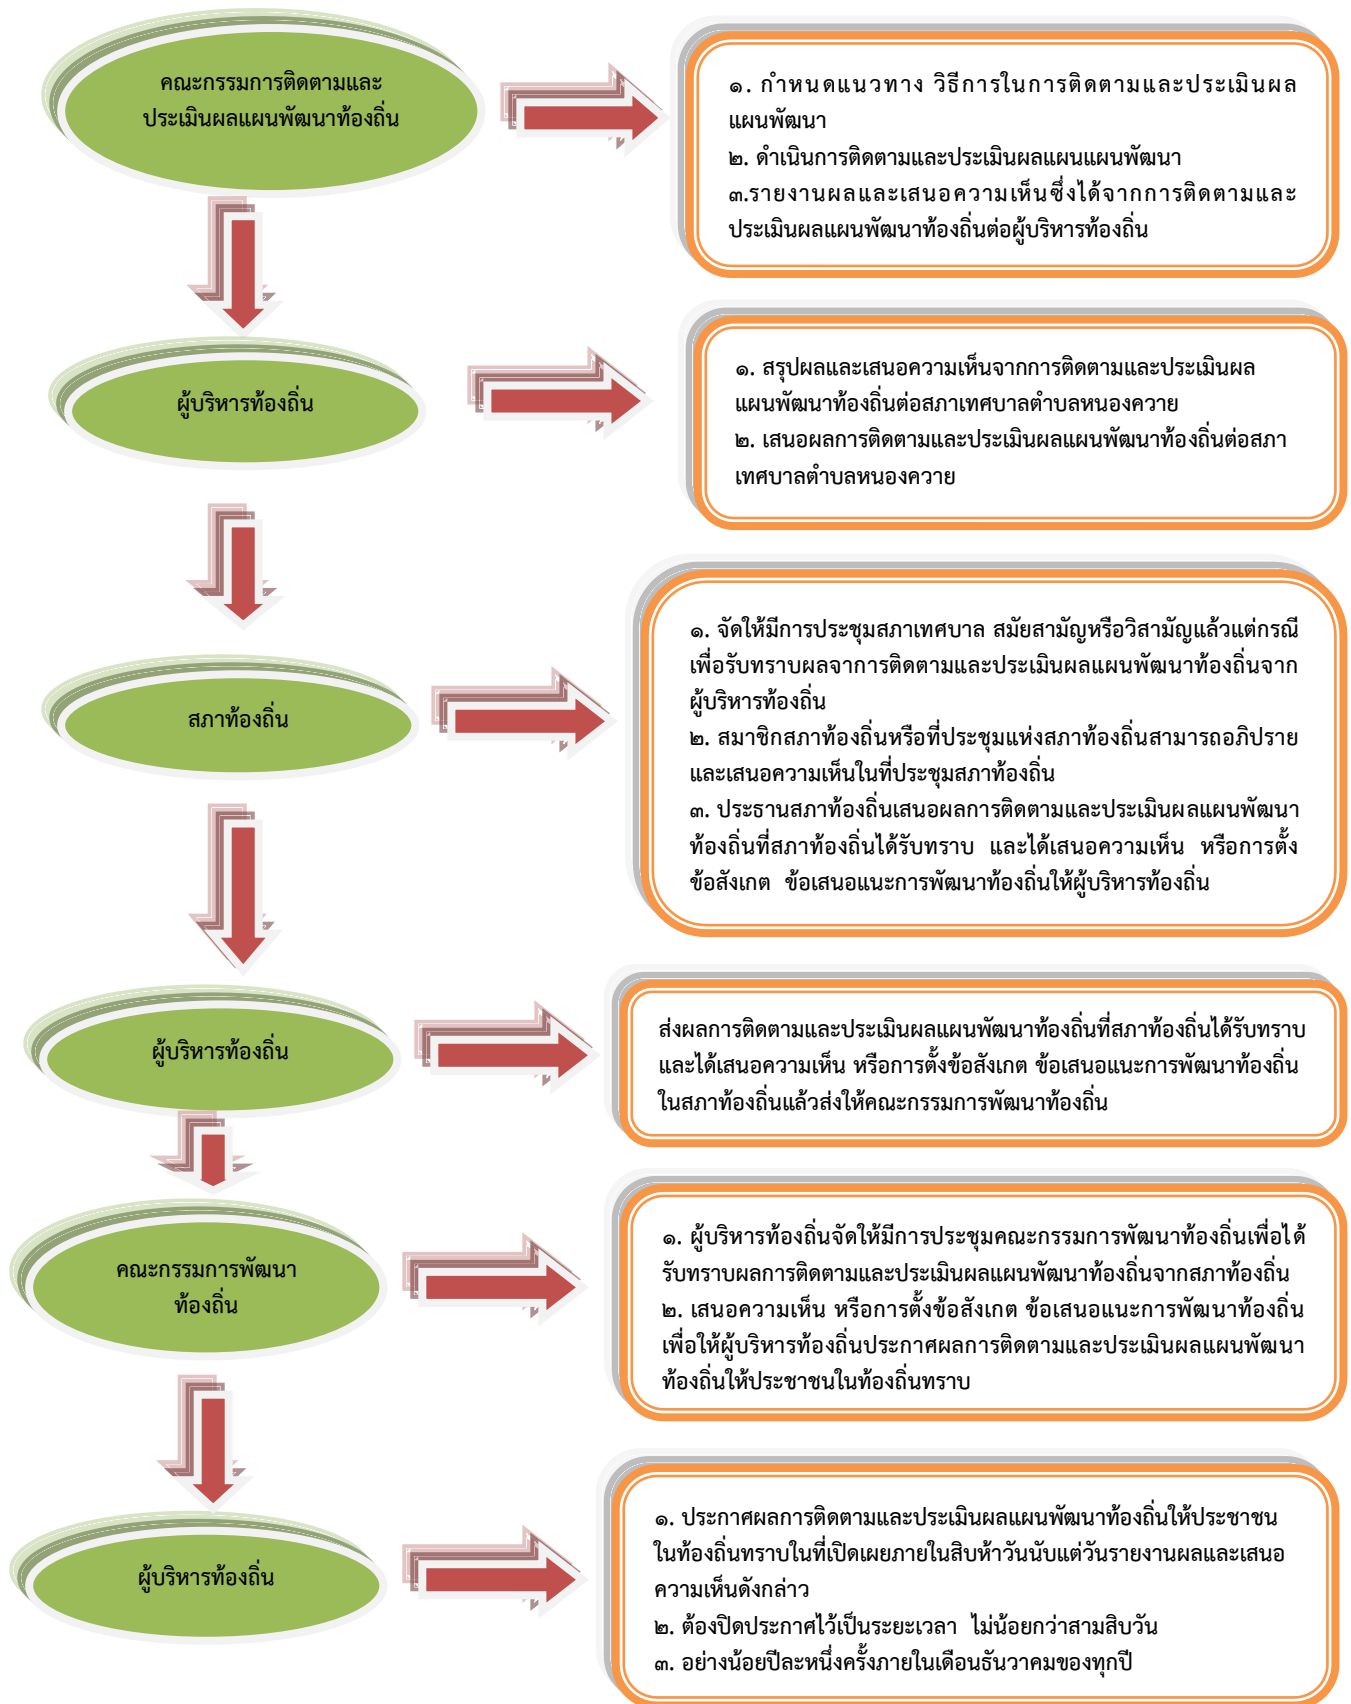 คณะกรรมการติดตามและ
ประเมินผลแผนพัฒนาท้องถิ่น
๑. กำหนดแนวทาง วิธีการในการติดตามและประเมินผล
แผนพัฒนา
๒. ดำเนินการติดตามและประเมินผลแผนแผนพัฒนา
๓.รายงานผลและเสนอความเห็นซึ่งได้จากการติดตามและ
ประเมินผลแผนพัฒนาท้องถิ่นต่อผู้บริหารท้องถิ่น
ผู้บริหารท้องถิ่น
๑. สรุปผลและเสนอความเห็นจากการติดตามและประเมินผล
แผนพัฒนาท้องถิ่นต่อสภาเทศบาลตำบลหนองควาย
๒. เสนอผลการติดตามและประเมินผลแผนพัฒนาท้องถิ่นต่อสภา
เทศบาลตำบลหนองควาย
สภาท้องถิ่น
๑. จัดให้มีการประชุมสภาเทศบาล สมัยสามัญหรือวิสามัญแล้วแต่กรณี
เพื่อรับทราบผลจาการติดตามและประเมินผลแผนพัฒนาท้องถิ่นจาก
ผู้บริหารท้องถิ่น
๒. สมาชิกสภาท้องถิ่นหรือที่ประชุมแห่งสภาท้องถิ่นสามารถอภิปราย
และเสนอความเห็นในที่ประชุมสภาท้องถิ่น
๓. ประธานสภาท้องถิ่นเสนอผลการติดตามและประเมินผลแผนพัฒนา
ท้องถิ่นที่สภาท้องถิ่นได้รับทราบ และได้เสนอความเห็น หรือการตั้ง
ข้อสังเกต ข้อเสนอแนะการพัฒนาท้องถิ่นให้ผู้บริหารท้องถิ่น
ผู้บริหารท้องถิ่น
ส่งผลการติดตามและประเมินผลแผนพัฒนาท้องถิ่นที่สภาท้องถิ่นได้รับทราบ
และได้เสนอความเห็น หรือการตั้งข้อสังเกต ข้อเสนอแนะการพัฒนาท้องถิ่น
ในสภาท้องถิ่นแล้วส่งให้คณะกรรมการพัฒนาท้องถิ่น
คณะกรรมการพัฒนา
ท้องถิ่น
๑. ผู้บริหารท้องถิ่นจัดให้มีการประชุมคณะกรรมการพัฒนาท้องถิ่นเพื่อได้
รับทราบผลการติดตามและประเมินผลแผนพัฒนาท้องถิ่นจากสภาท้องถิ่น
๒. เสนอความเห็น หรือการตั้งข้อสังเกต ข้อเสนอแนะการพัฒนาท้องถิ่น
เพื่อให้ผู้บริหารท้องถิ่นประกาศผลการติดตามและประเมินผลแผนพัฒนา
ท้องถิ่นให้ประชาชนในท้องถิ่นทราบ
ผู้บริหารท้องถิ่น
๑. ประกาศผลการติดตามและประเมินผลแผนพัฒนาท้องถิ่นให้ประชาชน
ในท้องถิ่นทราบในที่เปิดเผยภายในสิบห้าวันนับแต่วันรายงานผลและเสนอ
ความเห็นดังกล่าว
๒. ต้องปิดประกาศไว้เป็นระยะเวลา ไม่น้อยกว่าสามสิบวัน
๓. อย่างน้อยปีละหนึ่งครั้งภายในเดือนธันวาคมของทุกปี